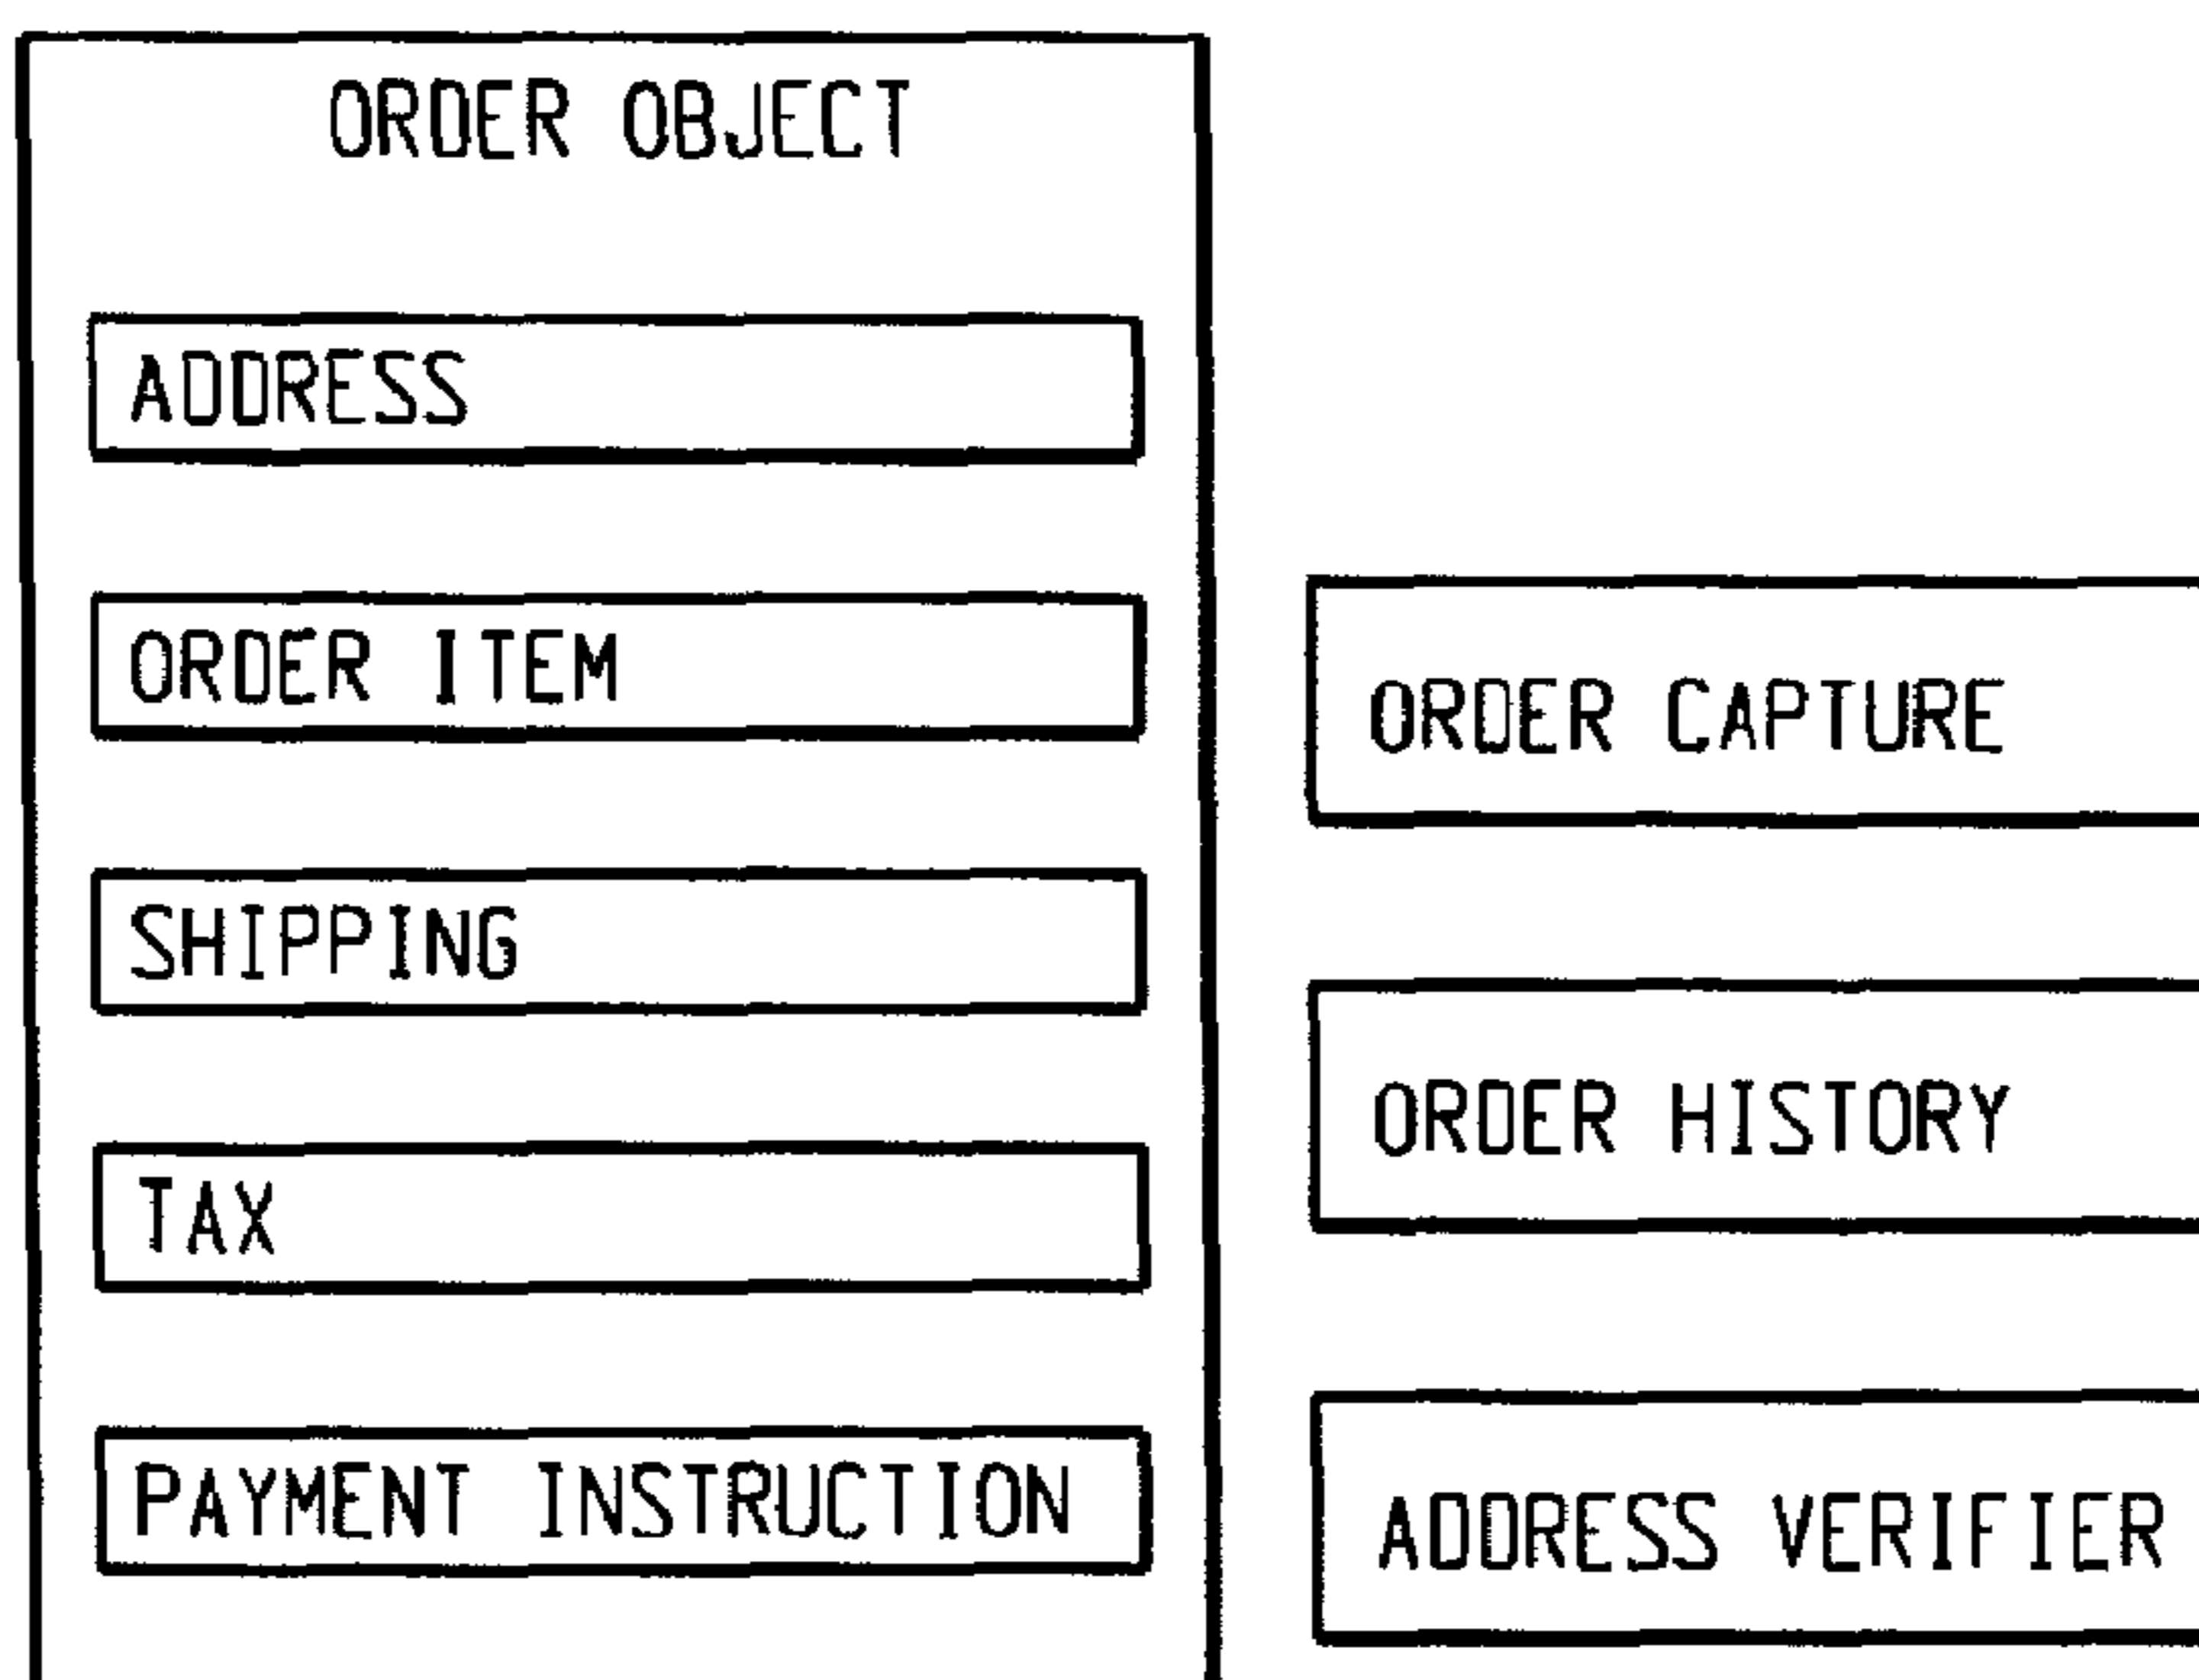 ORDER OBJECT
ADDRESS
ORDER ITEM
SHIPPING
TAX
PAYMENT INSTRUCTION
ORDER CAPTURE
ORDER HISTORY
ADDRESS VERIFIER